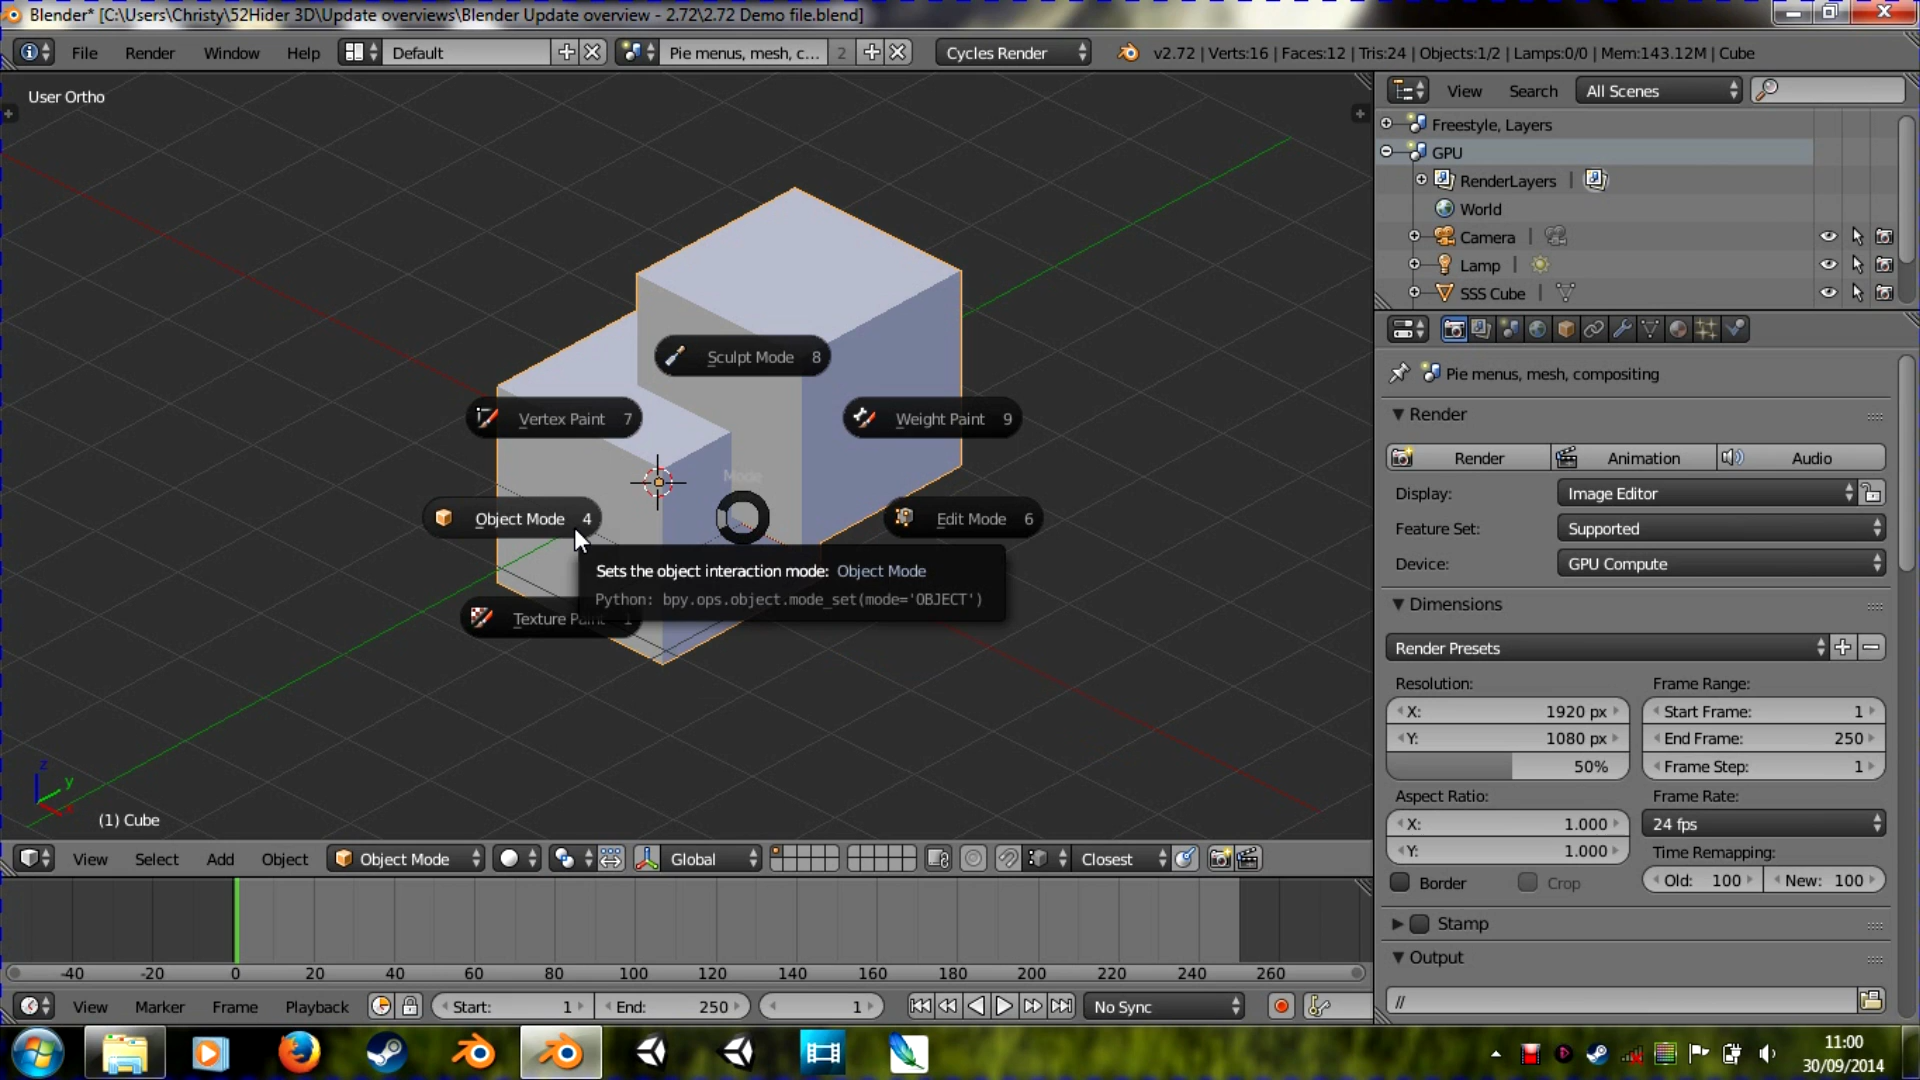 Blender* [C:\Users\Christy\52Hider 3D\Update overviews\Blender Update overview - 2.72\2.72 Demo file.blend]
File Render Window Help Default Pie menus, mesh, c... 2 Cycles Render v2.72 | Verts:16 | Faces:12 | Tris:24 | Objects:1/2 | Lamps:0/0 | Mem:143.12M | Cube
User Ortho
View Search All Scenes
Freestyle, Layers
GPU
RenderLayers
World
Camera
Lamp
SSS Cube
Sculpt Mode 8
Vertex Paint 7
Weight Paint 9
Mode
Object Mode 4
Edit Mode 6
Sets the object interaction mode: Object Mode
Python: bpy.ops.object.mode_set(mode='OBJECT')
Texture
z
y
(1) Cube
Pie menus, mesh, compositing
Render
Render Animation Audio
Display: Image Editor
Feature Set: Supported
Device: GPU Compute
Dimensions
Render Presets
Resolution: Frame Range:
X: 1920 px Start Frame: 1
Y: 1080 px End Frame: 250
50% Frame Step: 1
Aspect Ratio: Frame Rate:
X: 1.000 24 fps
Y: 1.000 Time Remapping:
Border Crop Old: 100 New: 100
Stamp
Output
//
View Select Add Object Object Mode Global Closest
-40 -20 0 20 40 60 80 100 120 140 160 180 200 220 240 260
View Marker Frame Playback Start: 1 End: 250 1 No Sync
11:00
30/09/2014